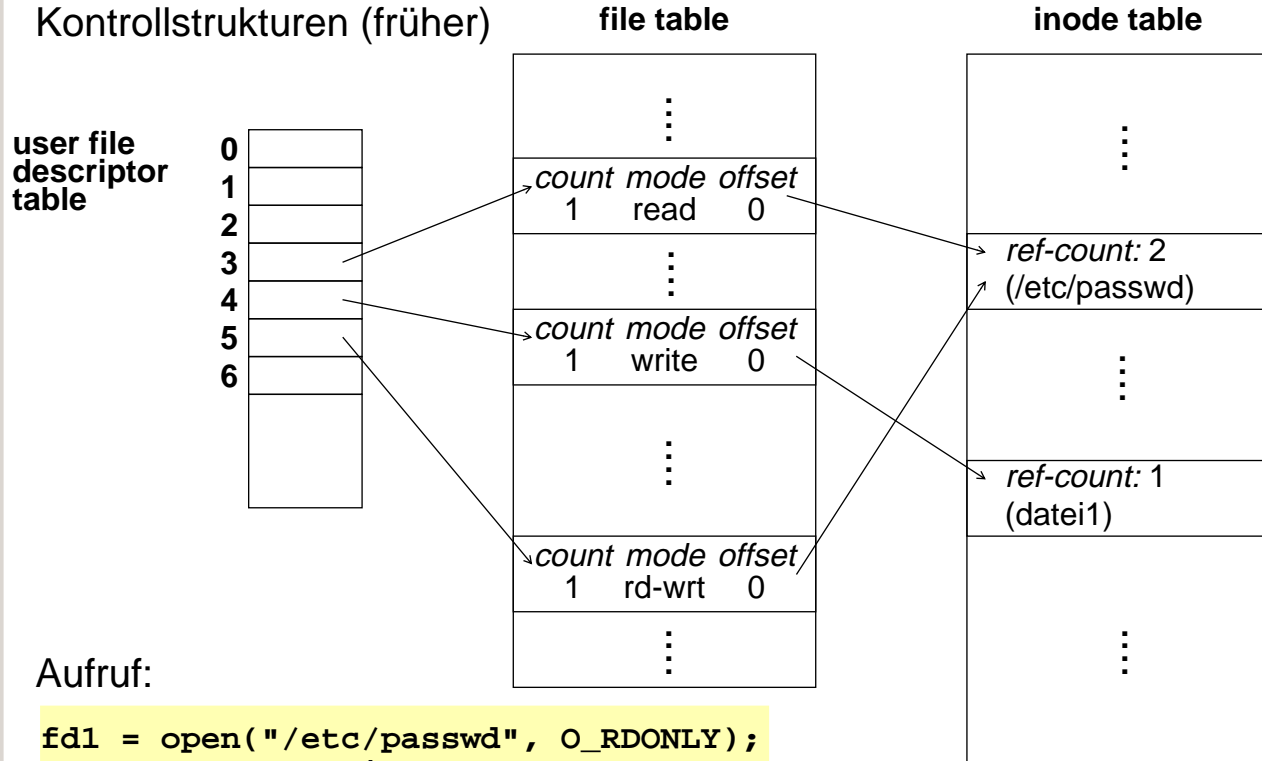 Kontrollstrukturen (früher)
file table
inode table
user file
descriptor
table
0
1
2
3
4
5
6
count mode offset
1 read 0
count mode offset
1 write 0
count mode offset
1 rd-wrt 0
ref-count: 2
(/etc/passwd)
ref-count: 1
(datei1)
Aufruf:
fd1 = open("/etc/passwd", O_RDONLY);